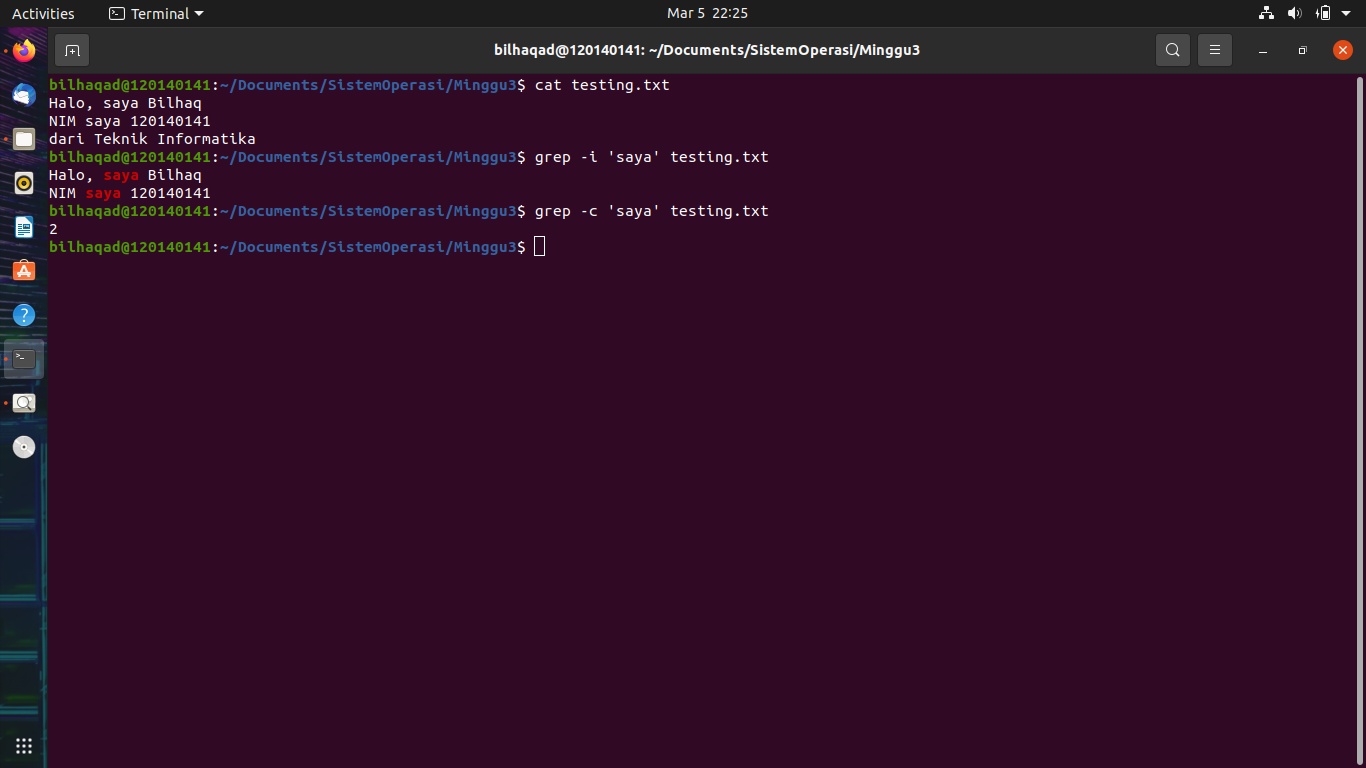 Activities Terminal Mar 5 22:25
bilhaqad@120140141: ~/Documents/SistemOperasi/Minggu3
bilhaqad@120140141:~/Documents/SistemOperasi/Minggu3$ cat testing.txt
Halo, saya Bilhaq
NIM saya 120140141
dari Teknik Informatika
bilhaqad@120140141:~/Documents/SistemOperasi/Minggu3$ grep -i 'saya' testing.txt
Halo, saya Bilhaq
NIM saya 120140141
bilhaqad@120140141:~/Documents/SistemOperasi/Minggu3$ grep -c 'saya' testing.txt
2
bilhaqad@120140141:~/Documents/SistemOperasi/Minggu3$